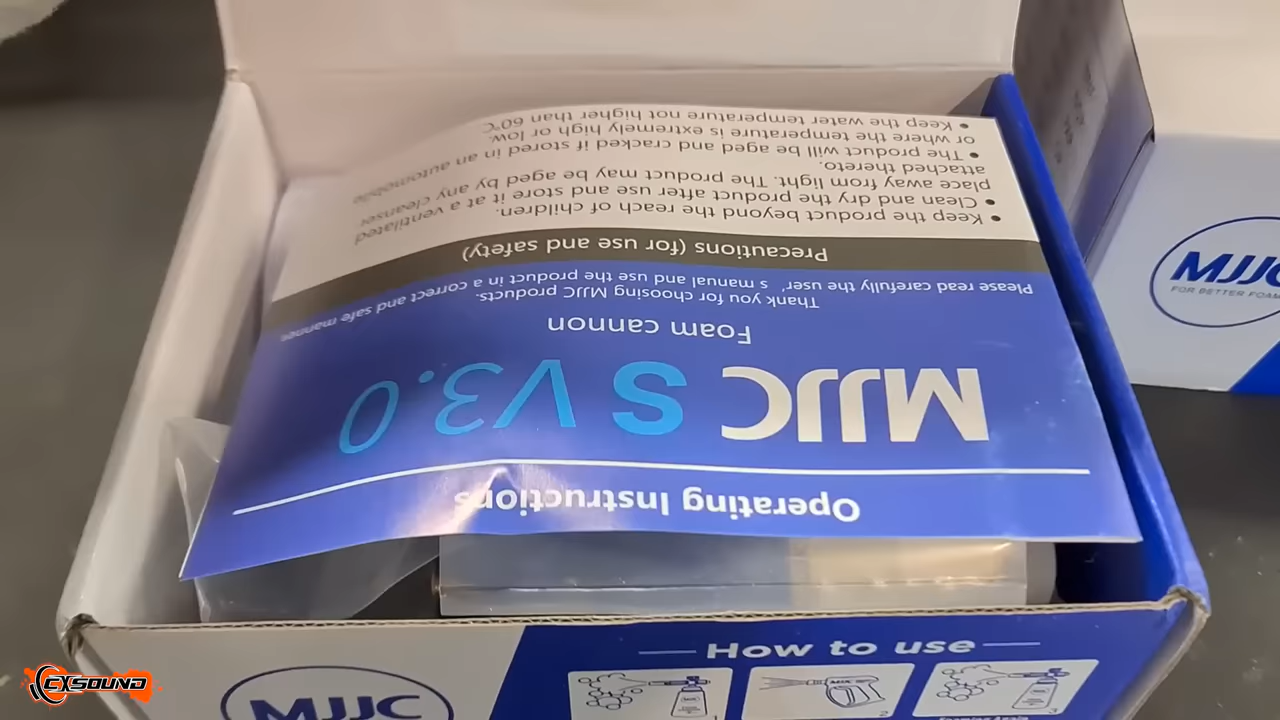 Operating Instructions
MJJC S V3.0
Foam cannon
Thank you for choosing MJJC products.
Please read carefully the user's manual and use the product in a correct and safe manner.
Precautions (for use and safety)
• Keep the product beyond the reach of children.
• Clean and dry the product after use and store it at a ventilated
place away from light. The product may be aged by any cleanser
attached thereto.
• The product will be aged and cracked if stored in an automobile
or where the temperature is extremely high or low.
• Keep the water temperature not higher than 60℃
MJJC
FOR BETTER FOAM
How to use
MJJC
1
2
3
CXSOUND